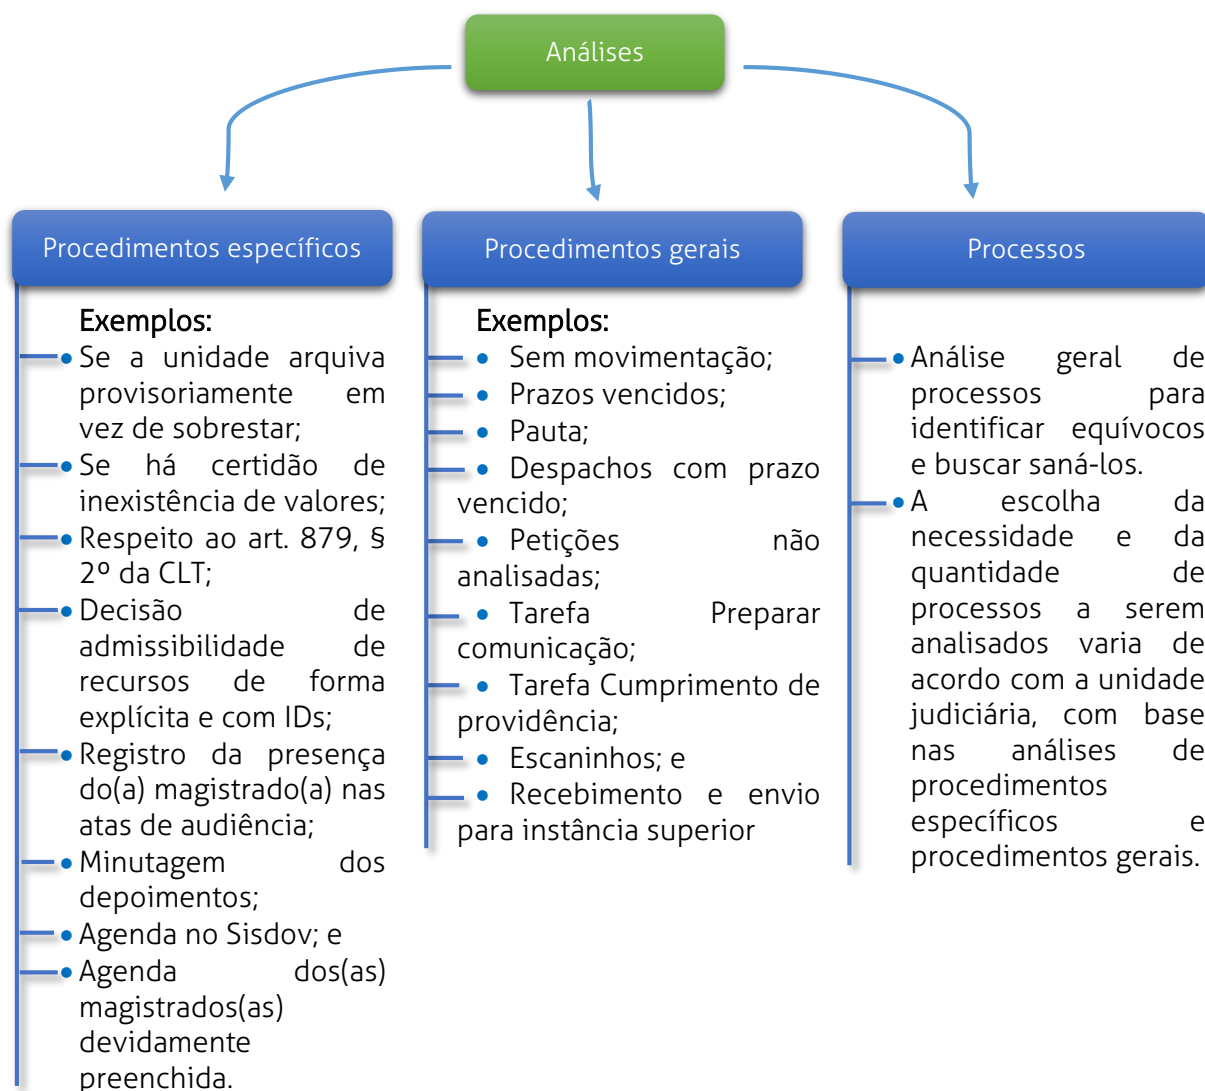 Análises
Procedimentos específicos
Exemplos:
• Se a unidade arquiva
provisoriamente em
vez de sobrestar;
• Se há certidão de
inexistência de valores;
• Respeito ao art. 879, §
2º da CLT;
• Decisão de
admissibilidade de
recursos de forma
explícita e com IDs;
• Registro da presença
do(a) magistrado(a) nas
atas de audiência;
• Minutagem dos
depoimentos;
• Agenda no Sisdov; e
• Agenda dos(as)
magistrados(as)
devidamente
preenchida.
Procedimentos gerais
Exemplos:
• Sem movimentação;
• Prazos vencidos;
• Pauta;
• Despachos com prazo
vencido;
• Petições não
analisadas;
• Tarefa Preparar
comunicação;
• Tarefa Cumprimento de
providência;
• Escaninhos; e
• Recebimento e envio
para instância superior
Processos
• Análise geral de
processos para
identificar equívocos
e buscar saná-los.
• A escolha da
necessidade e da
quantidade de
processos a serem
analisados varia de
acordo com a unidade
judiciária, com base
nas análises de
procedimentos
específicos e
procedimentos gerais.